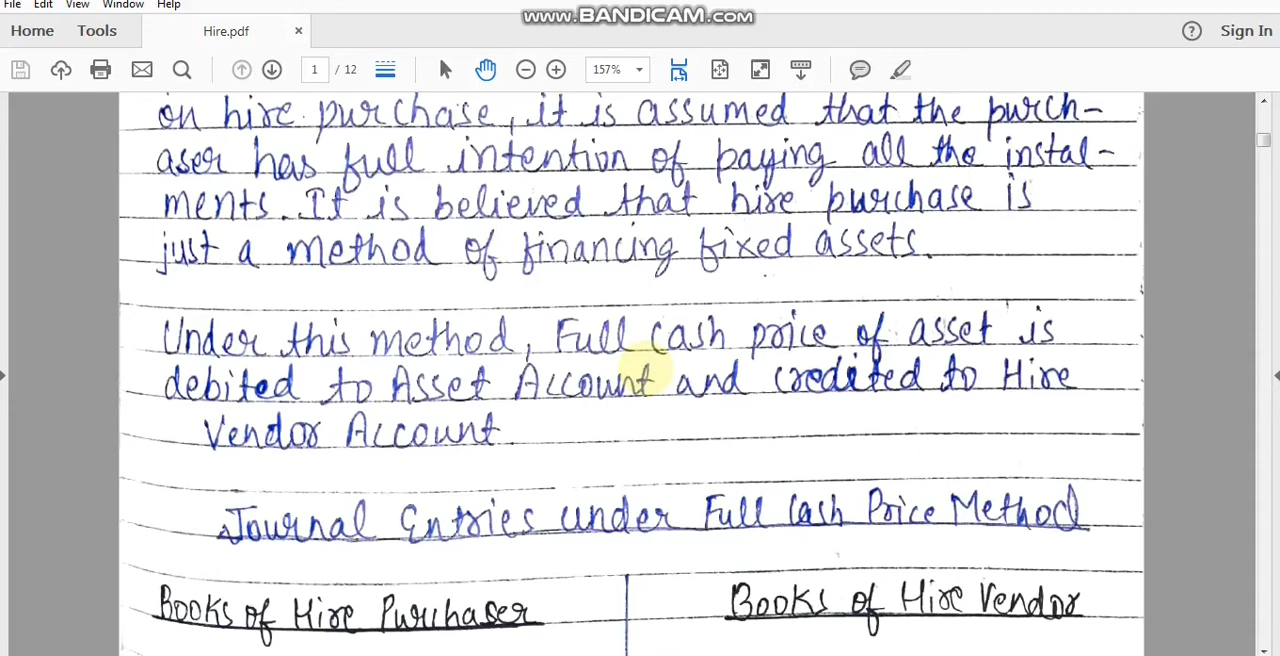 File Edit View Window Help
www.BANDICAM.com
Home Tools Hire.pdf × Sign In
1 / 12 157%
on hire purchase, it is assumed that the purch-
aser has full intention of paying all the instal-
ments. It is believed that hire purchase is
just a method of financing fixed assets.
Under this method, Full cash price of asset is
debited to Asset Account and credited to Hire
Vendor Account.
Journal Entries under Full Cash Price Method
Books of Hire Purchaser
Books of Hire Vendor